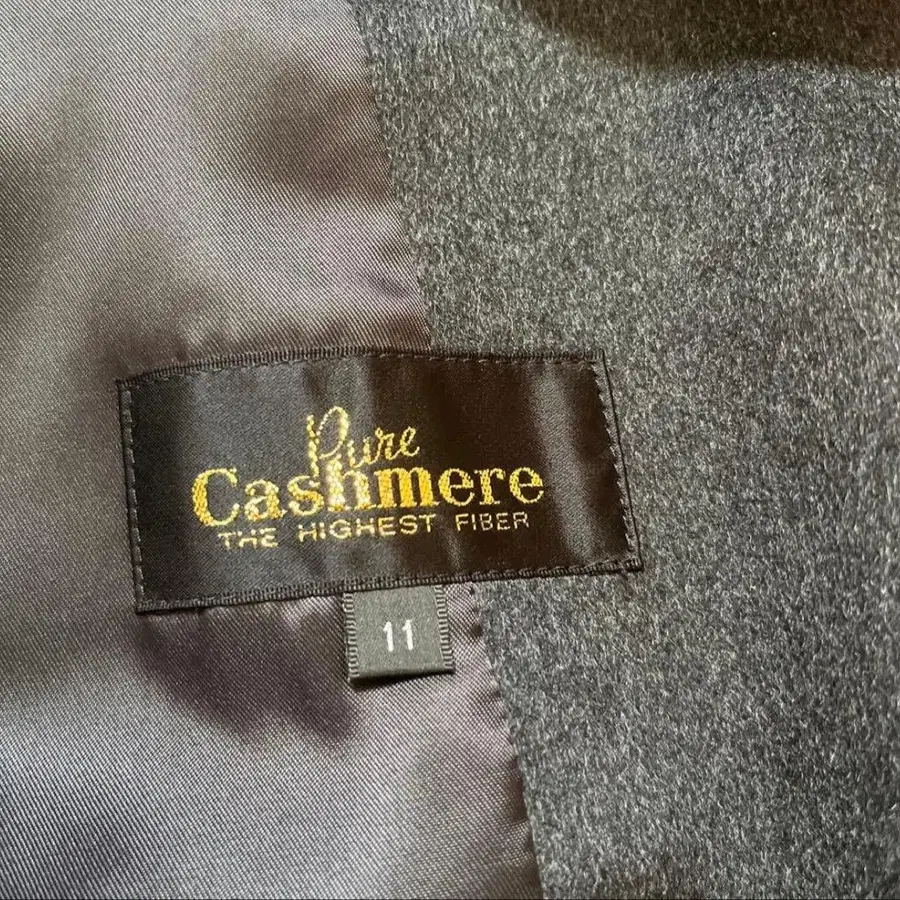 Pure
Cashmere
THE HIGHEST FIBER
11